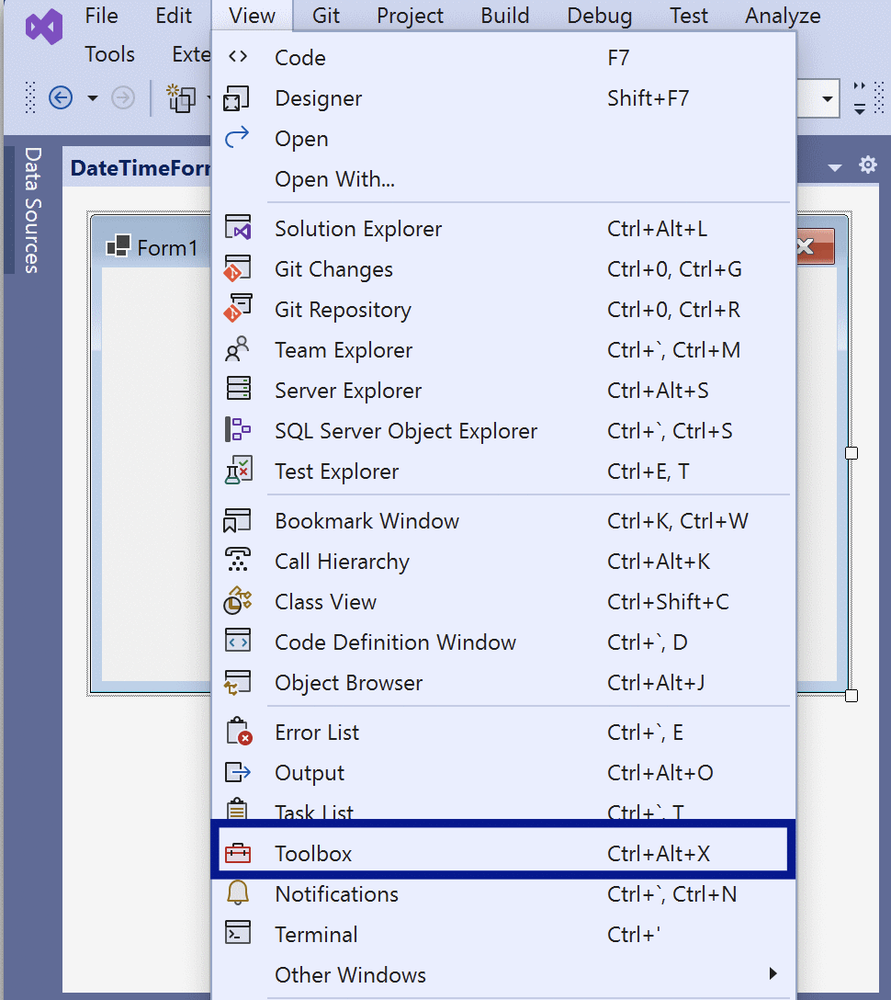 File Edit View Git Project Build Debug Test Analyze
Tools Exte
Code F7
Designer Shift+F7
Open
Open With...
Data Sources
DateTimeForm
Form1
Solution Explorer Ctrl+Alt+L
Git Changes Ctrl+0, Ctrl+G
Git Repository Ctrl+0, Ctrl+R
Team Explorer Ctrl+`, Ctrl+M
Server Explorer Ctrl+Alt+S
SQL Server Object Explorer Ctrl+`, Ctrl+S
Test Explorer Ctrl+E, T
Bookmark Window Ctrl+K, Ctrl+W
Call Hierarchy Ctrl+Alt+K
Class View Ctrl+Shift+C
Code Definition Window Ctrl+`, D
Object Browser Ctrl+Alt+J
Error List Ctrl+`, E
Output Ctrl+Alt+O
Task List Ctrl+`, T
Toolbox Ctrl+Alt+X
Notifications Ctrl+`, Ctrl+N
Terminal Ctrl+'
Other Windows